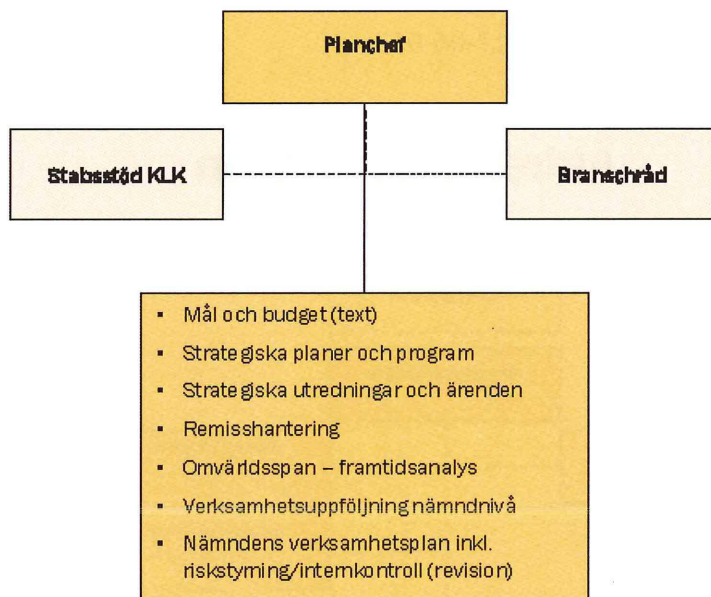 Planchef
Stabsstöd KLK
Branschråd
▪ Mål och budget (text)
▪ Strategiska planer och program
▪ Strategiska utredningar och ärenden
▪ Remisshantering
▪ Omvärldsspan – framtidsanalys
▪ Verksamhetsuppföljning nämndnivå
▪ Nämndens verksamhetsplan inkl.
riskstyrning/internkontroll (revision)